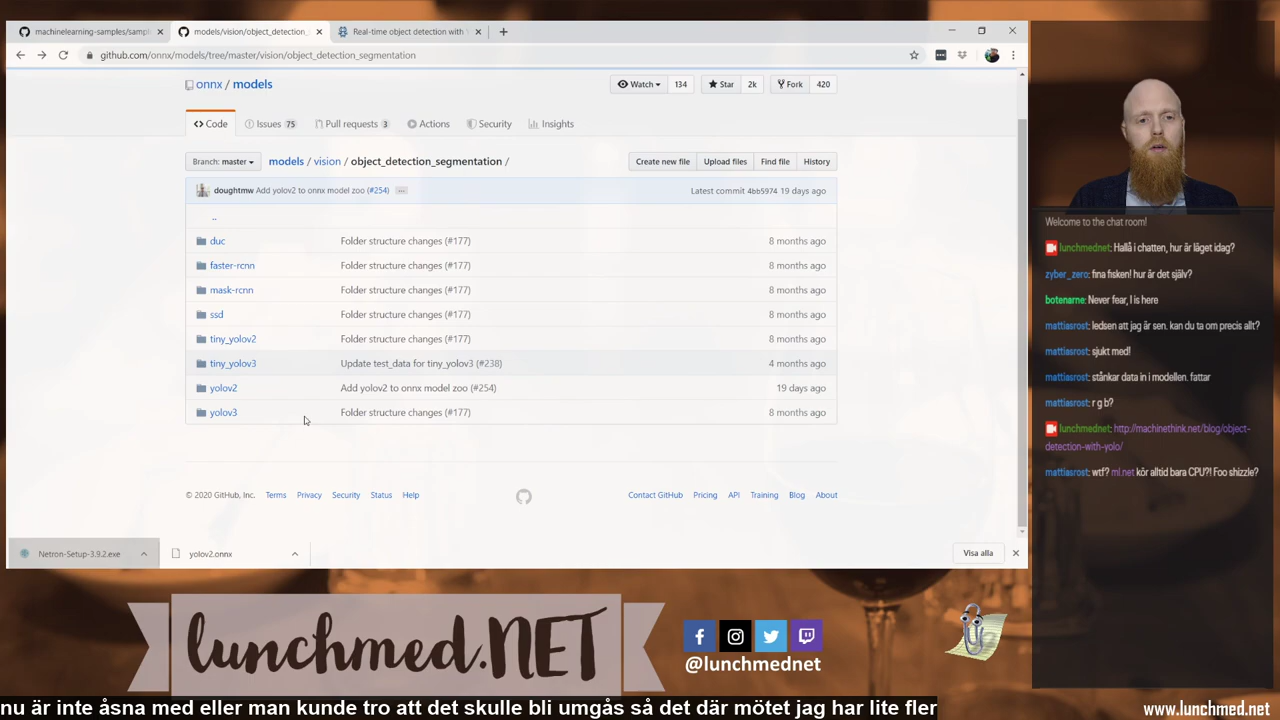 machinelearning-samples/sampl
models/vision/object_detection_
Real-time object detection with Y
github.com/onnx/models/tree/master/vision/object_detection_segmentation
onnx / models
Watch 134
Star 2k
Fork 420
Code
Issues 75
Pull requests 3
Actions
Security
Insights
Branch: master
models / vision / object_detection_segmentation /
Create new file
Upload files
Find file
History
doughtmw Add yolov2 to onnx model zoo (#254) ...
Latest commit 4bb5974 19 days ago
..
duc Folder structure changes (#177) 8 months ago
faster-rcnn Folder structure changes (#177) 8 months ago
mask-rcnn Folder structure changes (#177) 8 months ago
ssd Folder structure changes (#177) 8 months ago
tiny_yolov2 Folder structure changes (#177) 8 months ago
tiny_yolov3 Update test_data for tiny_yolov3 (#238) 4 months ago
yolov2 Add yolov2 to onnx model zoo (#254) 19 days ago
yolov3 Folder structure changes (#177) 8 months ago
© 2020 GitHub, Inc. Terms Privacy Security Status Help
Contact GitHub Pricing API Training Blog About
Netron-Setup-3.9.2.exe
yolov2.onnx
Visa alla
Welcome to the chat room!
lunchmednet: Hallå i chatten, hur är läget idag?
zyber_zero: fina fisken! hur är det själv?
botenarne: Never fear, I is here
mattiasrost: ledsen att jag är sen. kan du ta om precis allt?
mattiasrost: sjukt med!
mattiasrost: stånkar data in i modellen. fattar
mattiasrost: r g b?
lunchmednet: http://machinethink.net/blog/object-
detection-with-yolo/
mattiasrost: wtf? ml.net kör alltid bara CPU?! Foo shizzle?
lunchmed.NET
@lunchmednet
nu är inte åsna med eller man kunde tro att det skulle bli umgås så det där mötet jag har lite fler
www.lunchmed.net